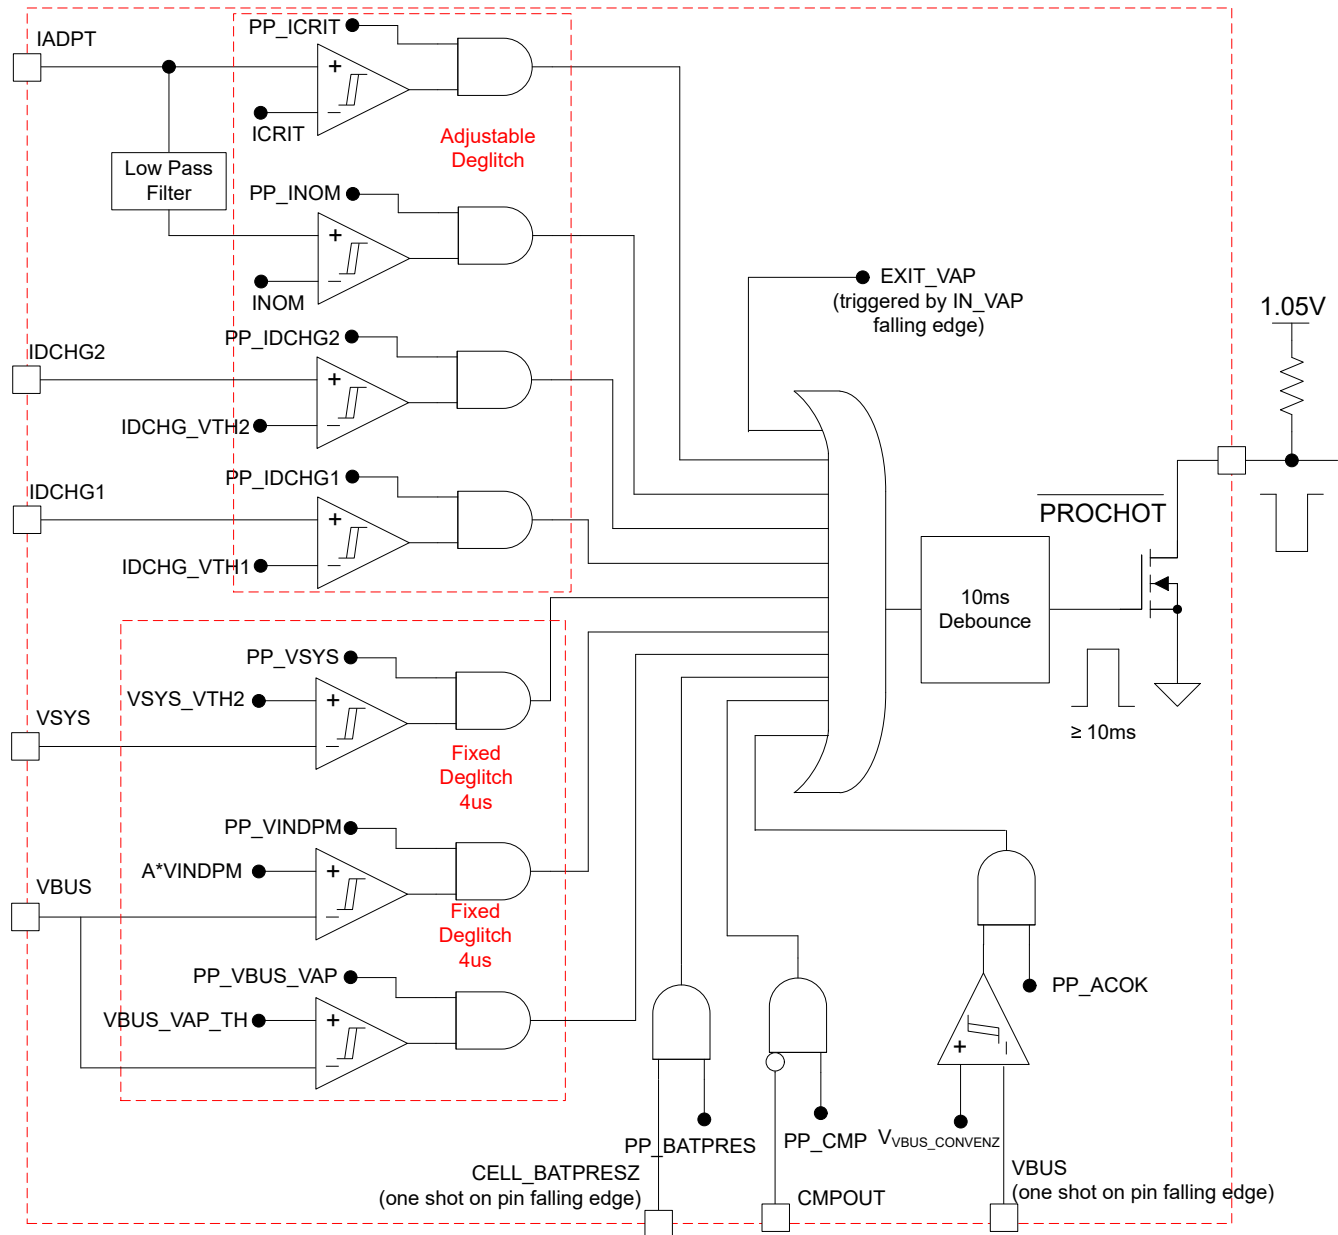 PP_ICRIT
IADPT
ICRIT
Adjustable
Deglitch
Low Pass
Filter
PP_INOM
INOM
EXIT_VAP
(triggered by IN_VAP
falling edge)
1.05V
PP_IDCHG2
IDCHG2
IDCHG_VTH2
PP_IDCHG1
IDCHG1
IDCHG_VTH1
PROCHOT
10ms
Debounce
≥ 10ms
PP_VSYS
VSYS_VTH2
VSYS
Fixed
Deglitch
4us
PP_VINDPM
A*VINDPM
VBUS
Fixed
Deglitch
4us
PP_VBUS_VAP
VBUS_VAP_TH
PP_ACOK
PP_BATPRES
PP_CMP
VVBUS_CONVENZ
CELL_BATPRESZ
(one shot on pin falling edge)
CMPOUT
VBUS
(one shot on pin falling edge)